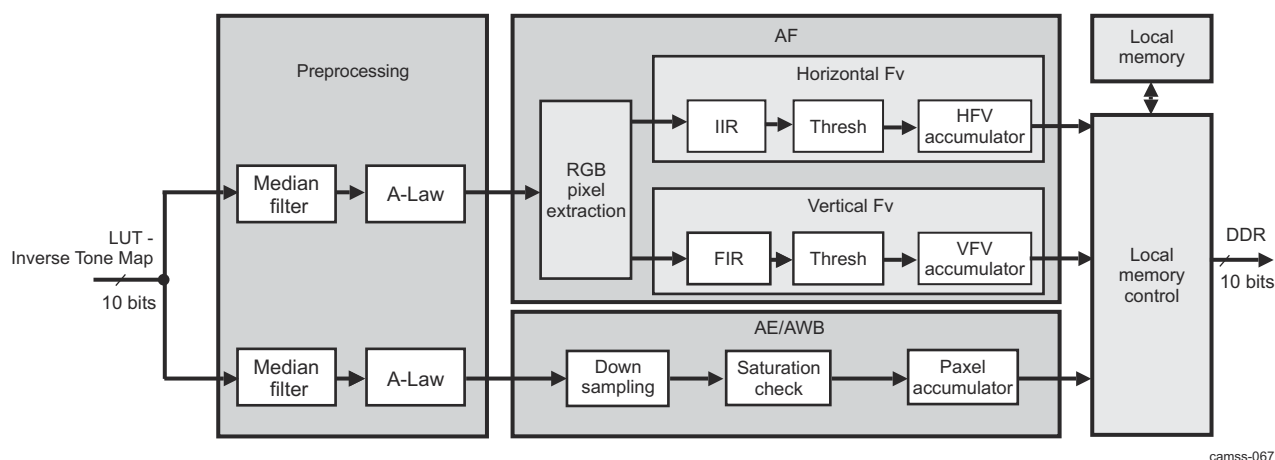 Preprocessing
AF
Horizontal Fv
IIR
Thresh
HFV
accumulator
Local
memory
Median
filter
A-Law
RGB
pixel
extraction
Vertical Fv
FIR
Thresh
VFV
accumulator
LUT -
Inverse Tone Map
10 bits
Local
memory
control
DDR
10 bits
AE/AWB
Median
filter
A-Law
Down
sampling
Saturation
check
Paxel
accumulator
camss-067